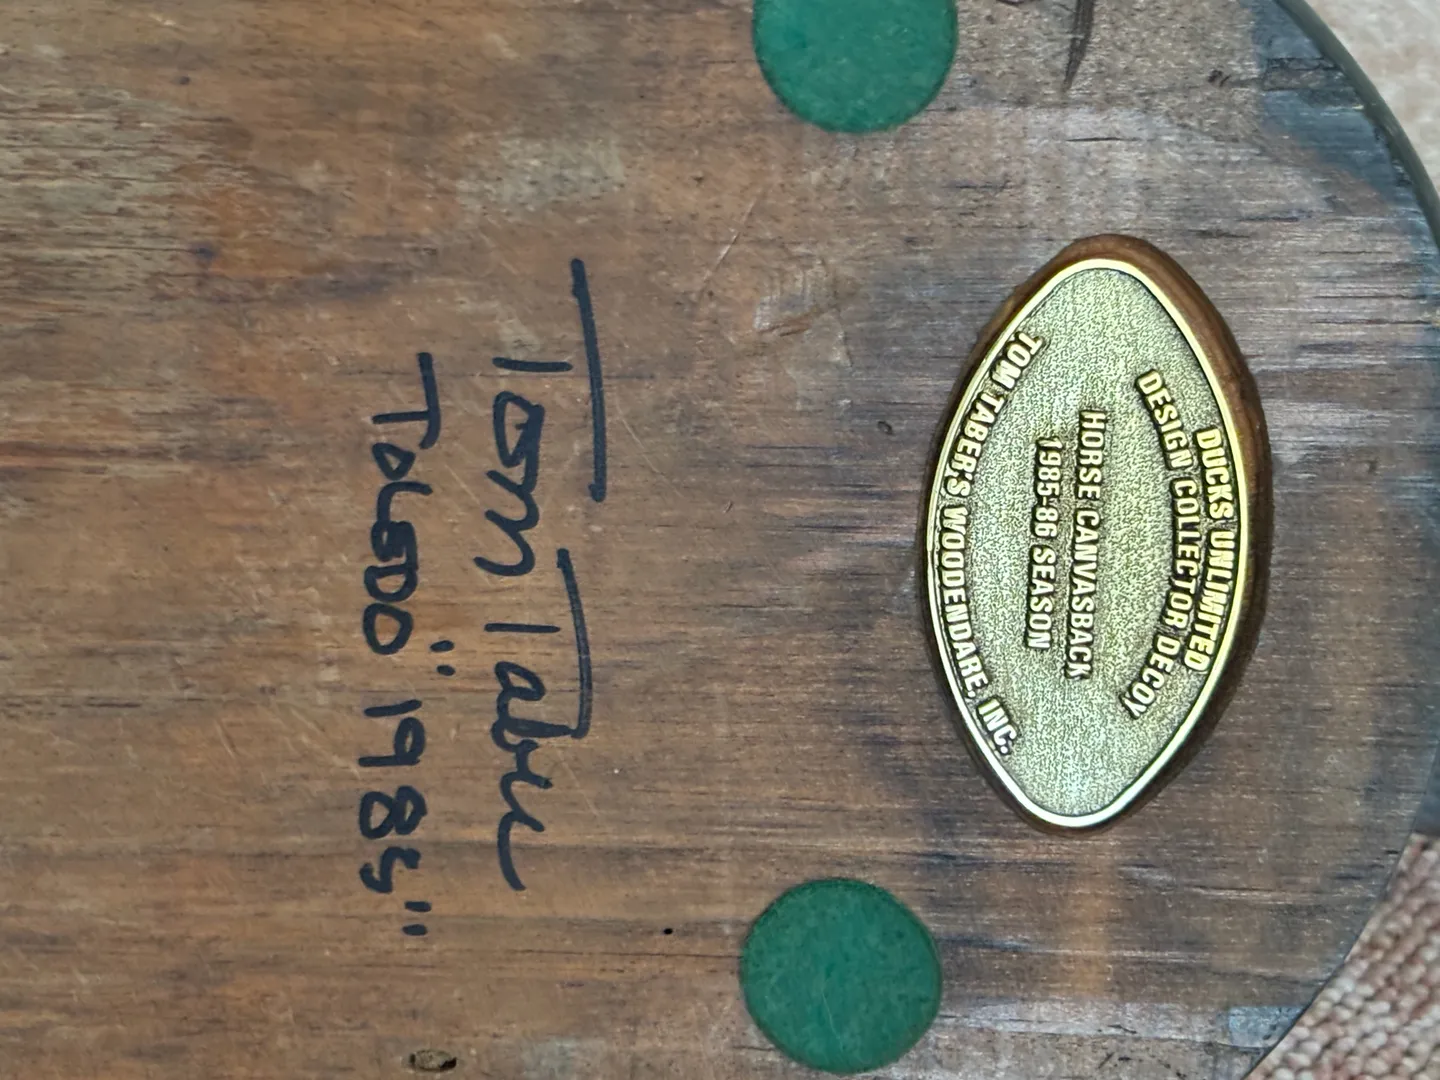 DUCKS UNLIMITED
DESIGN COLLECTOR DECOY
HORSE CANVASBACK
1985-86 SEASON
TOM TABER'S WOODENDARE, INC.
Tom Taber
TOLEDO "1985"